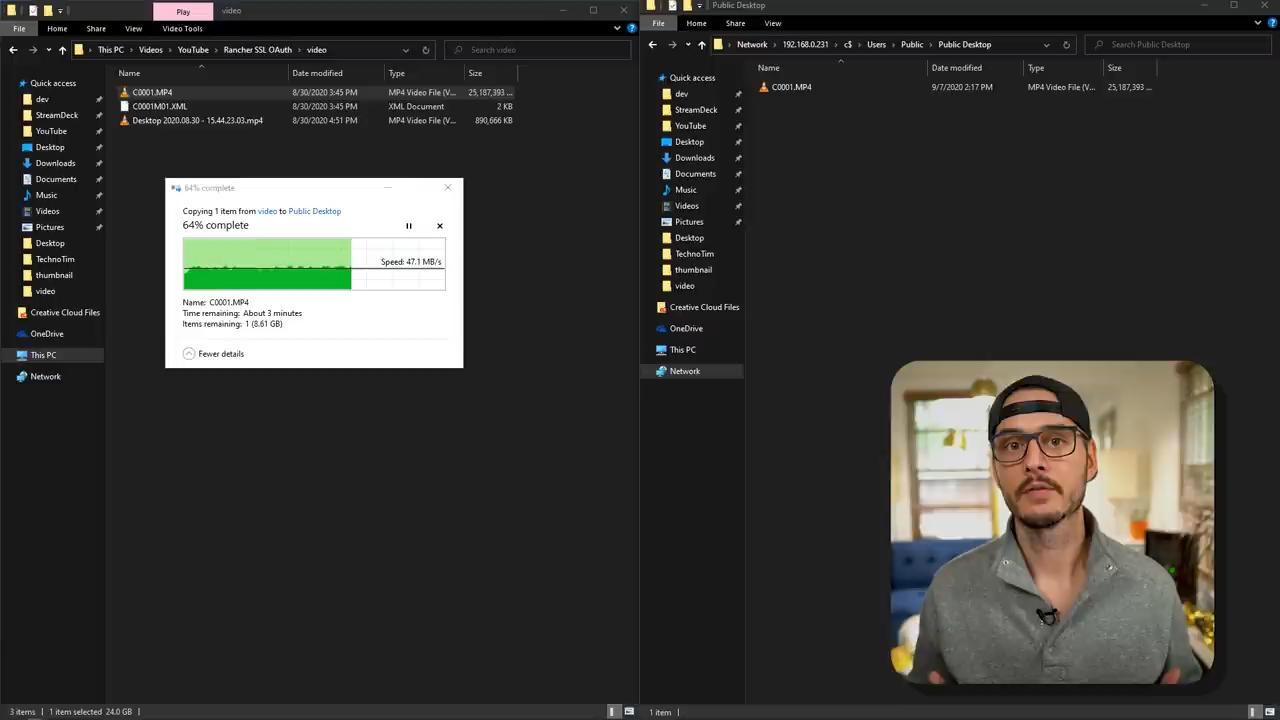 Play
video
File
Home
Share
View
Video Tools
This PC
Videos
YouTube
Rancher SSL OAuth
video
Search video
Name
Date modified
Type
Size
C0001.MP4
8/30/2020 3:45 PM
MP4 Video File (V...
25,187,393 ...
C0001M01.XML
8/30/2020 3:45 PM
XML Document
2 KB
Desktop 2020.08.30 - 15.44.23.03.mp4
8/30/2020 4:51 PM
MP4 Video File (V...
890,666 KB
Quick access
dev
StreamDeck
YouTube
Desktop
Downloads
Documents
Music
Videos
Pictures
Desktop
TechnoTim
thumbnail
video
Creative Cloud Files
OneDrive
This PC
Network
64% complete
Copying 1 item from video to Public Desktop
64% complete
Speed: 47.1 MB/s
Name: C0001.MP4
Time remaining: About 3 minutes
Items remaining: 1 (8.61 GB)
Fewer details
3 items
1 item selected 24.0 GB
Public Desktop
File
Home
Share
View
Network
192.168.0.231
c$
Users
Public
Public Desktop
Search Public Desktop
Name
Date modified
Type
Size
C0001.MP4
9/7/2020 2:17 PM
MP4 Video File (V...
25,187,393 ...
Quick access
dev
StreamDeck
YouTube
Desktop
Downloads
Documents
Music
Videos
Pictures
Desktop
TechnoTim
thumbnail
video
Creative Cloud Files
OneDrive
This PC
Network
1 item